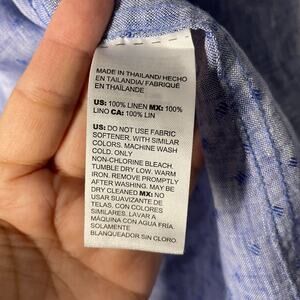 MADE IN THAILAND/ HECHO
EN TAILANDIA/ FABRIQUÉ
EN THAÏLANDE
US: 100% LINEN MX: 100%
LINO CA: 100% LIN
US: DO NOT USE FABRIC
SOFTENER. WITH SIMILAR
COLORS. MACHINE WASH
COLD. ONLY
NON-CHLORINE BLEACH.
TUMBLE DRY LOW. WARM
IRON. REMOVE PROMPTLY
AFTER WASHING. MAY BE
DRY CLEANED MX: NO
USAR SUAVIZANTE DE
TELAS. CON COLORES
SIMILARES. LAVAR A
MÁQUINA CON AGUA FRÍA
SOLAMENTE
BLANQUEADOR SIN CLORO.